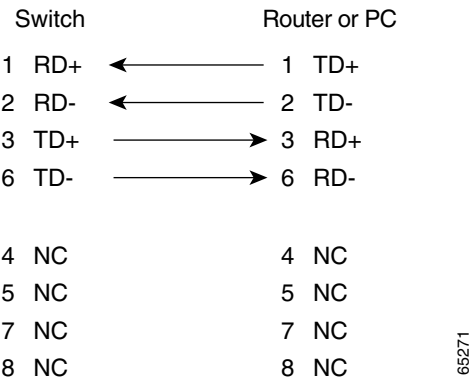 Switch Router or PC
1 RD+ 1 TD+
2 RD- 2 TD-
3 TD+ 3 RD+
6 TD- 6 RD-
4 NC 4 NC
5 NC 5 NC
7 NC 7 NC
8 NC 8 NC
65271